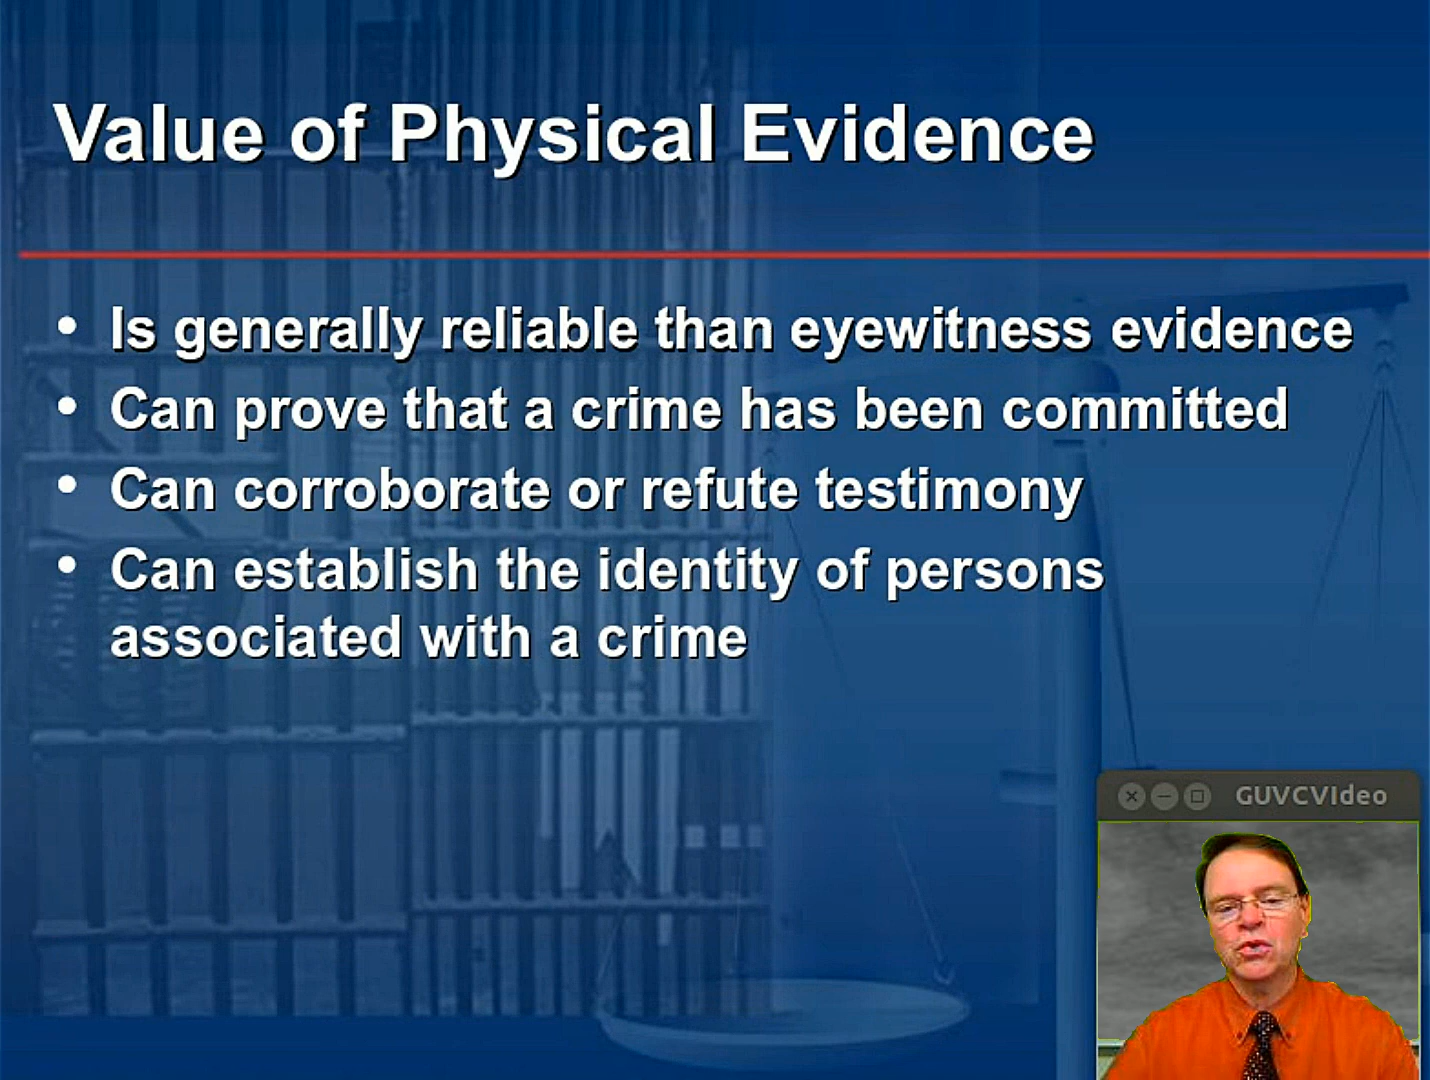 Value of Physical Evidence
• Is generally reliable than eyewitness evidence
• Can prove that a crime has been committed
• Can corroborate or refute testimony
• Can establish the identity of persons
associated with a crime
GUVCVIdeo